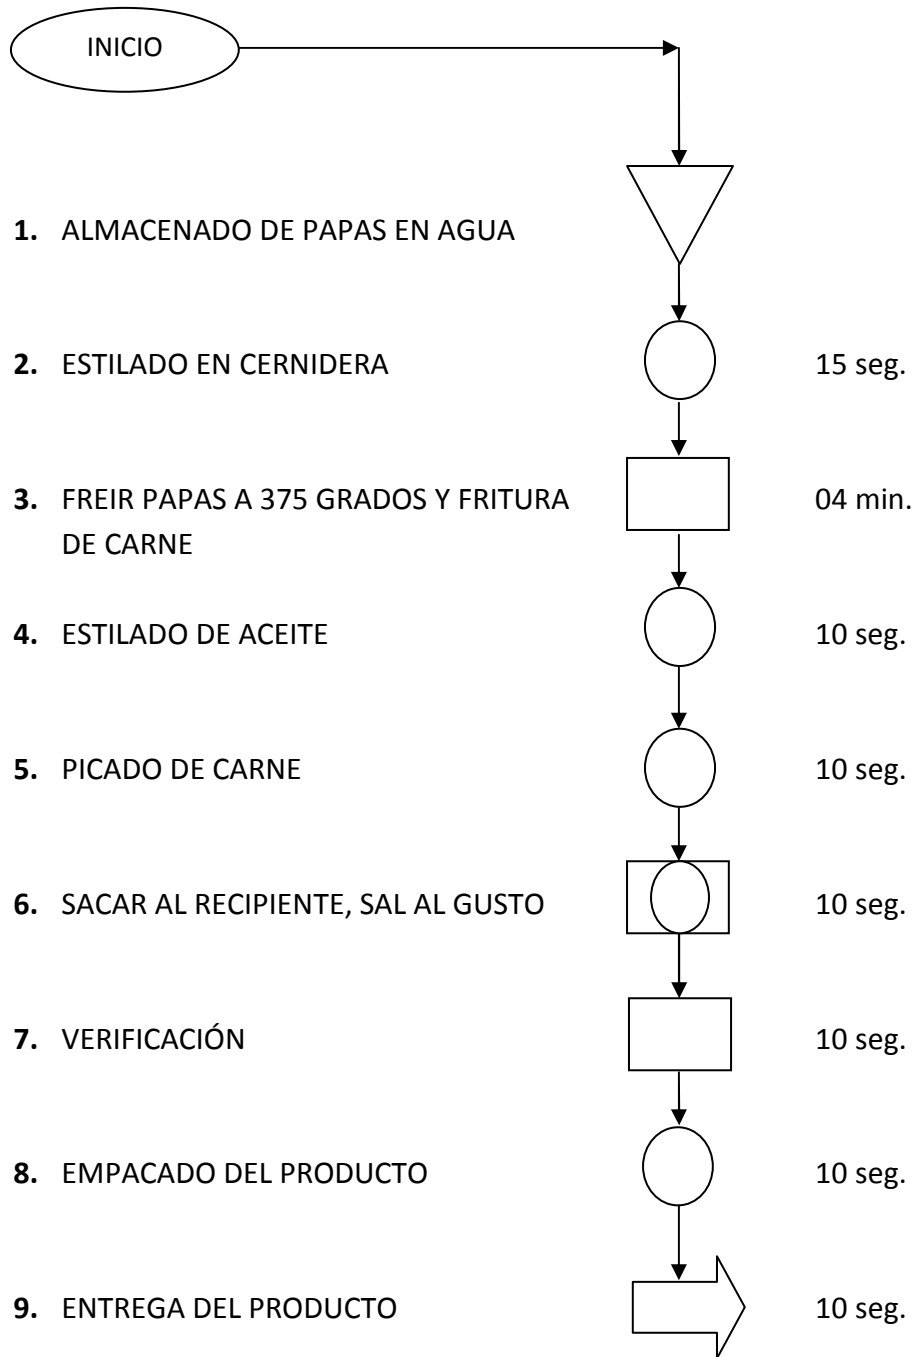 INICIO
1. ALMACENADO DE PAPAS EN AGUA
2. ESTILADO EN CERNIDERA 15 seg.
3. FREIR PAPAS A 375 GRADOS Y FRITURA 04 min.
DE CARNE
4. ESTILADO DE ACEITE 10 seg.
5. PICADO DE CARNE 10 seg.
6. SACAR AL RECIPIENTE, SAL AL GUSTO 10 seg.
7. VERIFICACIÓN 10 seg.
8. EMPACADO DEL PRODUCTO 10 seg.
9. ENTREGA DEL PRODUCTO 10 seg.